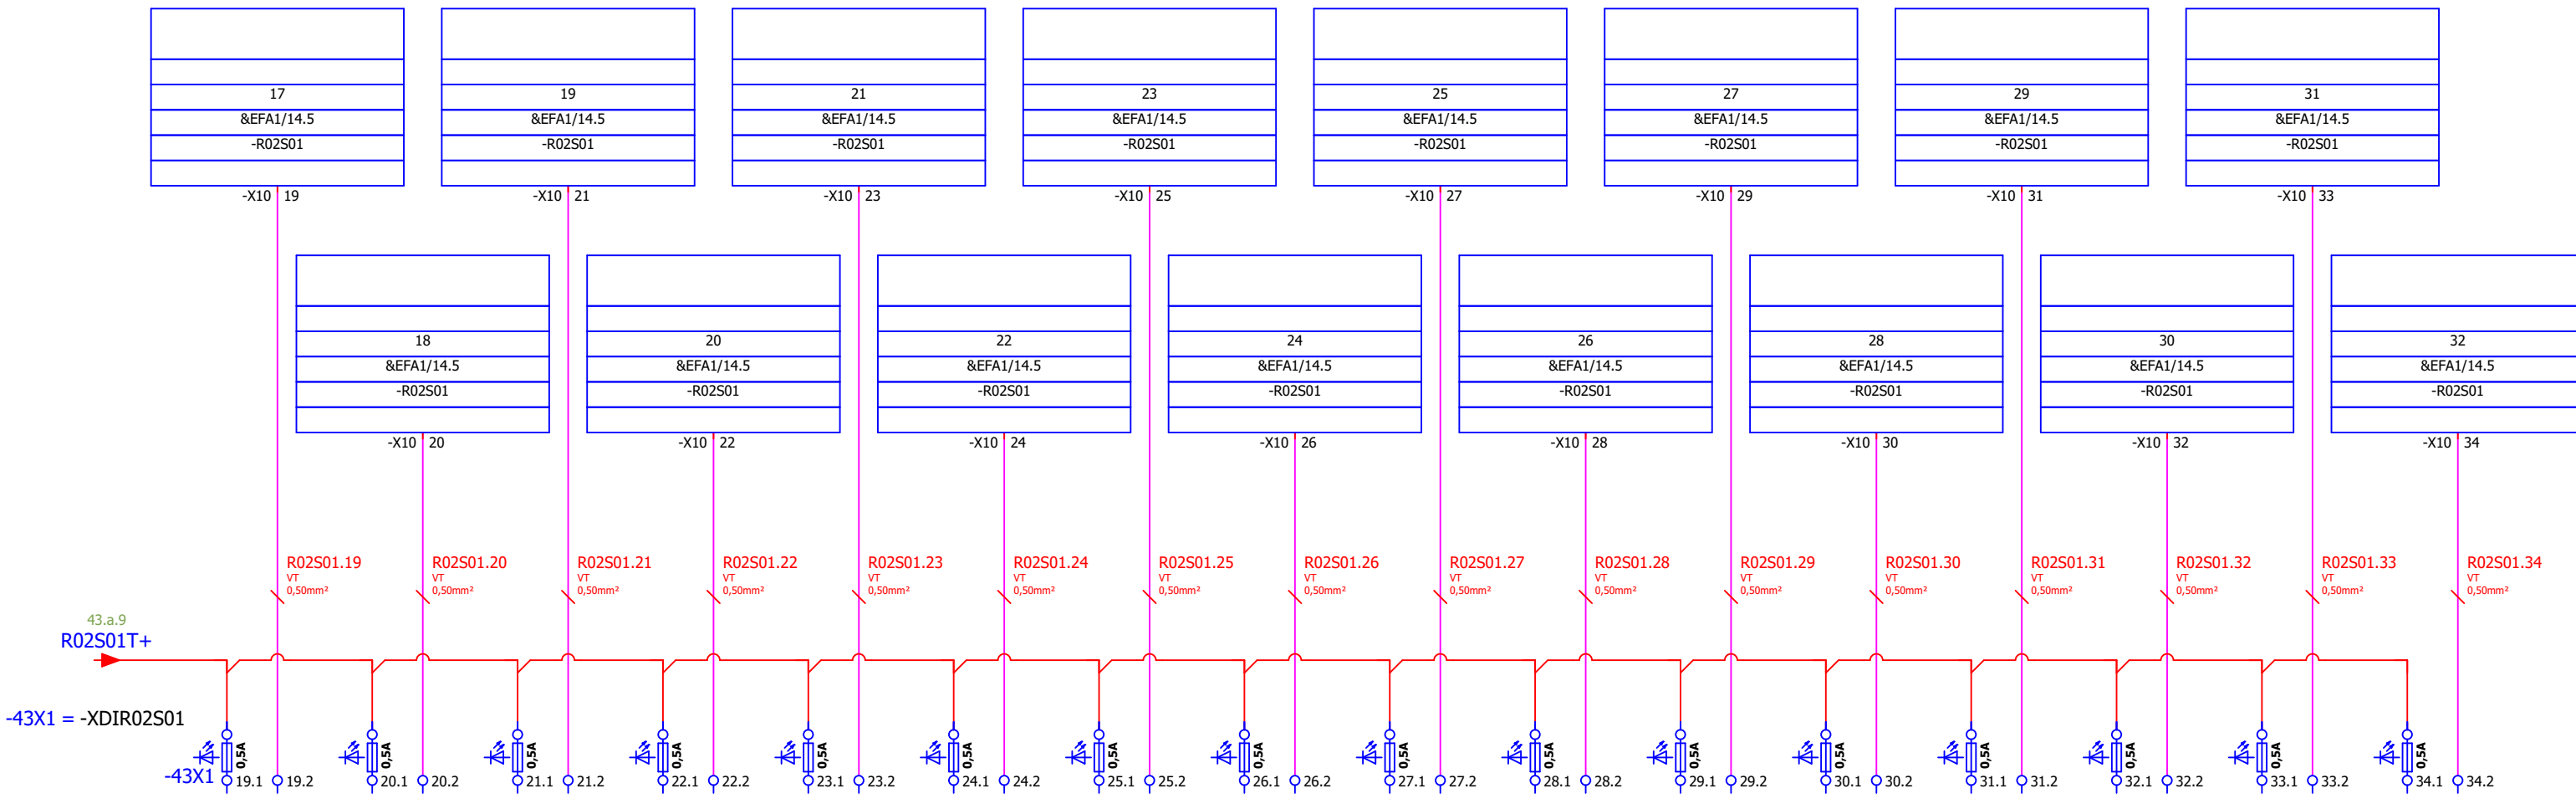 17 19 21 23 25 27 29 31
&EFA1/14.5 &EFA1/14.5 &EFA1/14.5 &EFA1/14.5 &EFA1/14.5 &EFA1/14.5 &EFA1/14.5 &EFA1/14.5
-R02S01 -R02S01 -R02S01 -R02S01 -R02S01 -R02S01 -R02S01 -R02S01
-X10 19 -X10 21 -X10 23 -X10 25 -X10 27 -X10 29 -X10 31 -X10 33
18 20 22 24 26 28 30 32
&EFA1/14.5 &EFA1/14.5 &EFA1/14.5 &EFA1/14.5 &EFA1/14.5 &EFA1/14.5 &EFA1/14.5 &EFA1/14.5
-R02S01 -R02S01 -R02S01 -R02S01 -R02S01 -R02S01 -R02S01 -R02S01
-X10 20 -X10 22 -X10 24 -X10 26 -X10 28 -X10 30 -X10 32 -X10 34
R02S01.19 R02S01.20 R02S01.21 R02S01.22 R02S01.23 R02S01.24 R02S01.25 R02S01.26 R02S01.27 R02S01.28 R02S01.29 R02S01.30 R02S01.31 R02S01.32 R02S01.33 R02S01.34
VT VT VT VT VT VT VT VT VT VT VT VT VT VT VT VT
0,50mm² 0,50mm² 0,50mm² 0,50mm² 0,50mm² 0,50mm² 0,50mm² 0,50mm² 0,50mm² 0,50mm² 0,50mm² 0,50mm² 0,50mm² 0,50mm² 0,50mm² 0,50mm²
43.a.9
R02S01T+
-43X1 = -XDIR02S01
0,5A 0,5A 0,5A 0,5A 0,5A 0,5A 0,5A 0,5A 0,5A 0,5A 0,5A 0,5A 0,5A 0,5A 0,5A 0,5A
-43X1 19.1 19.2 20.1 20.2 21.1 21.2 22.1 22.2 23.1 23.2 24.1 24.2 25.1 25.2 26.1 26.2 27.1 27.2 28.1 28.2 29.1 29.2 30.1 30.2 31.1 31.2 32.1 32.2 33.1 33.2 34.1 34.2